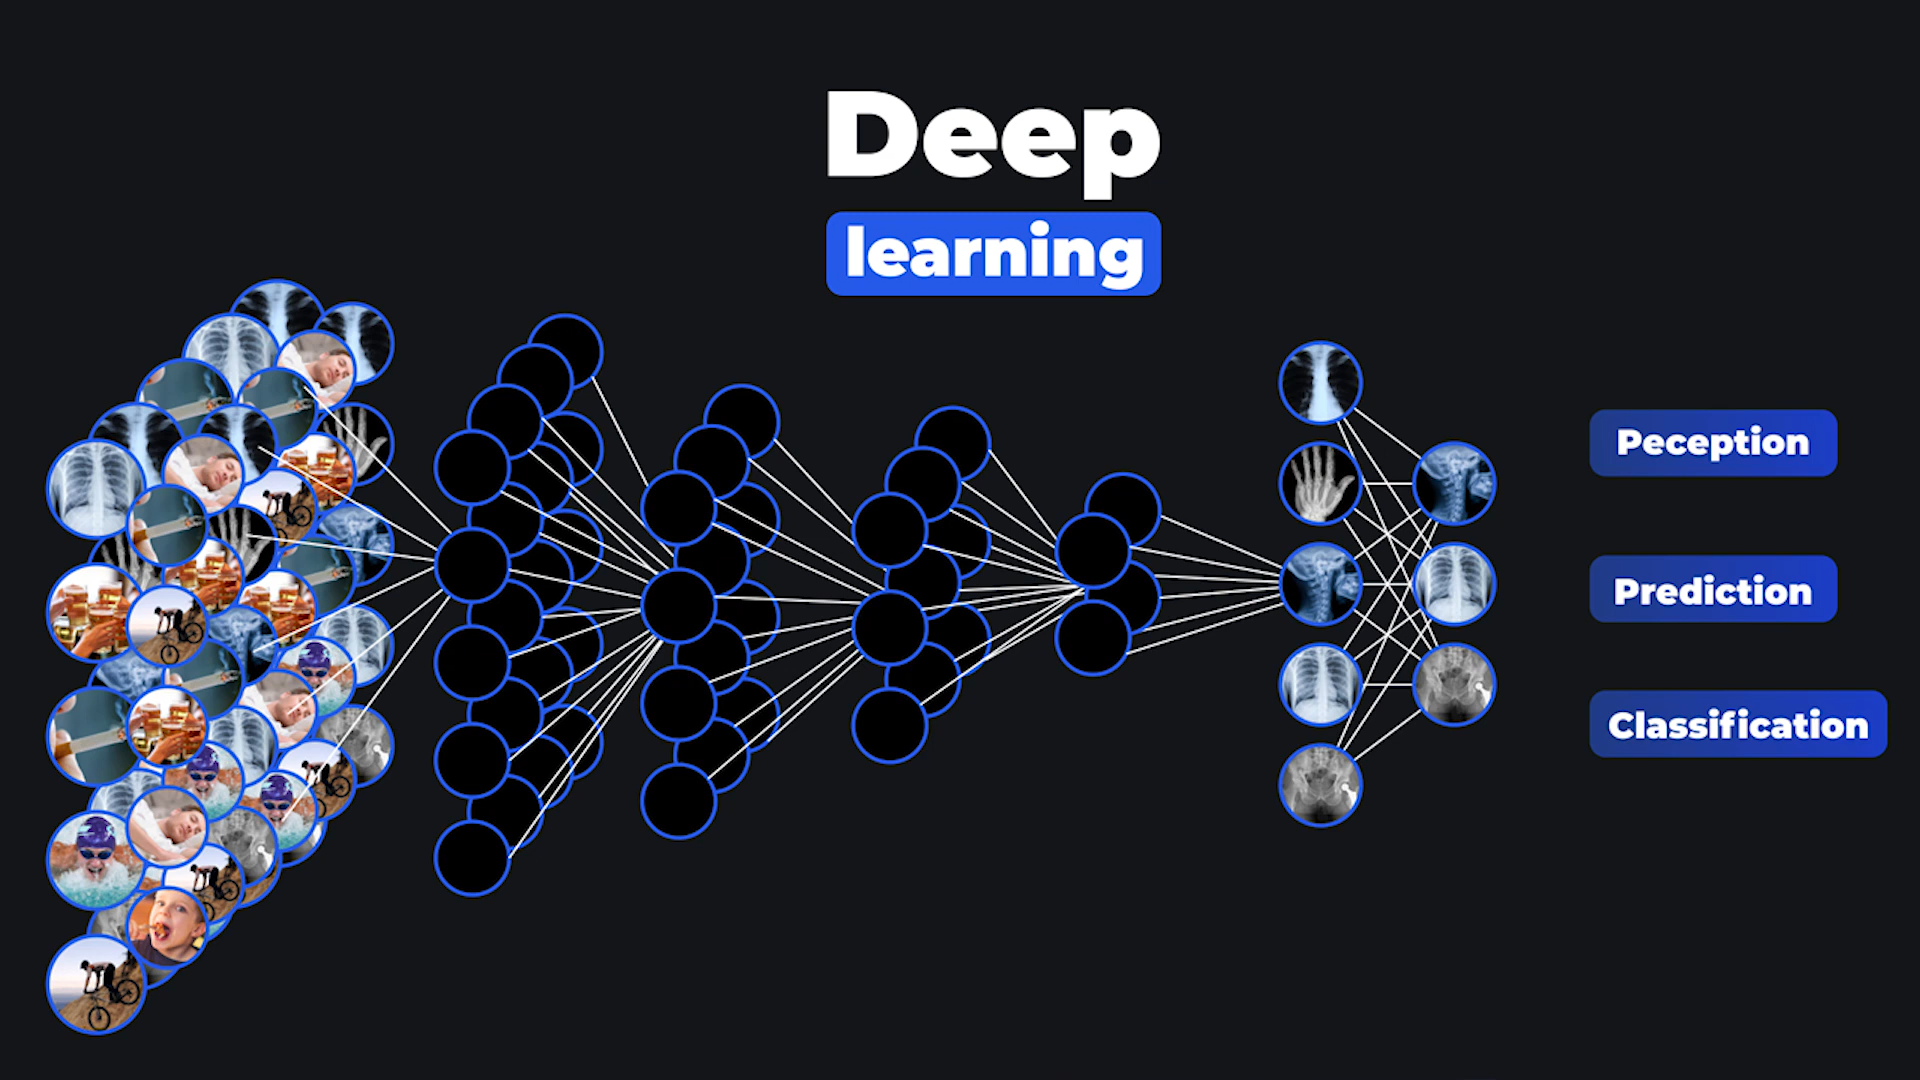 Deep
learning
Peception
Prediction
Classification